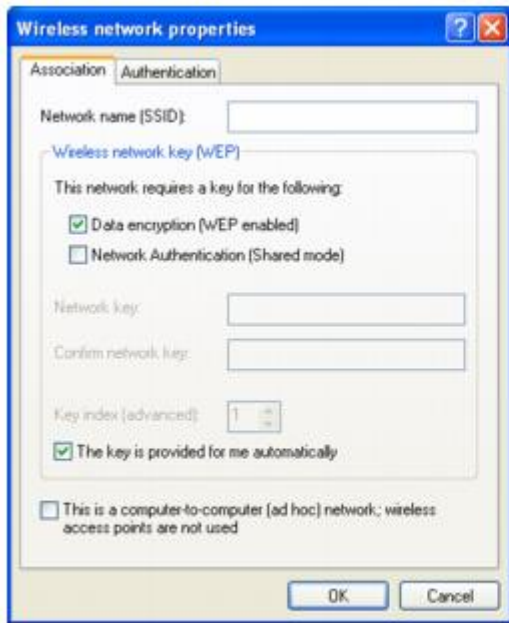 Wireless network properties
Association Authentication
Network name (SSID):
Wireless network key (WEP)
This network requires a key for the following:
Data encryption (WEP enabled)
Network Authentication (Shared mode)
Network key:
Confirm network key:
Key index (advanced): 1
The key is provided for me automatically
This is a computer-to-computer (ad hoc) network; wireless
access points are not used
OK Cancel